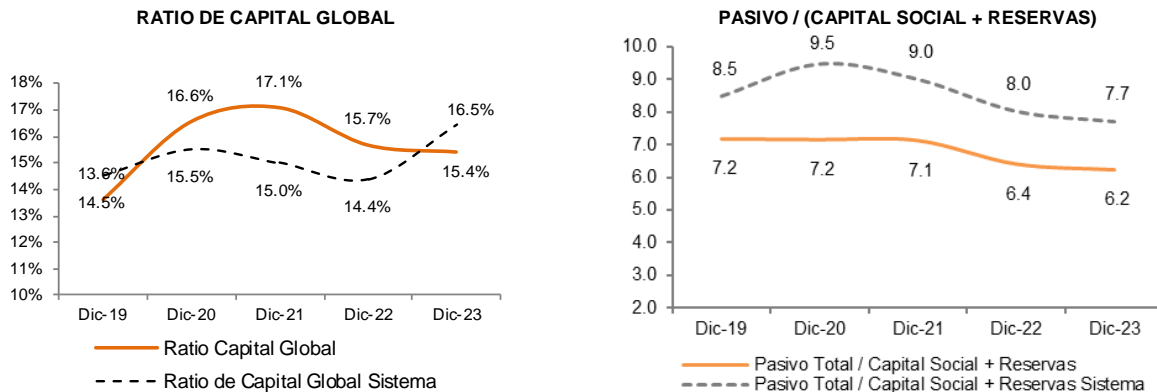 RATIO DE CAPITAL GLOBAL
18%
17%
16%
15%
14%
13%
12%
11%
10%
13.6%
14.5%
16.6%
15.5%
17.1%
15.0%
15.7%
14.4%
16.5%
15.4%
Dic-19 Dic-20 Dic-21 Dic-22 Dic-23
Ratio Capital Global
Ratio de Capital Global Sistema
PASIVO / (CAPITAL SOCIAL + RESERVAS)
10.0
9.0
8.0
7.0
6.0
5.0
4.0
3.0
2.0
8.5 9.5 9.0 8.0 7.7
7.2 7.2 7.1 6.4 6.2
Dic-19 Dic-20 Dic-21 Dic-22 Dic-23
Pasivo Total / Capital Social + Reservas
Pasivo Total / Capital Social + Reservas Sistema